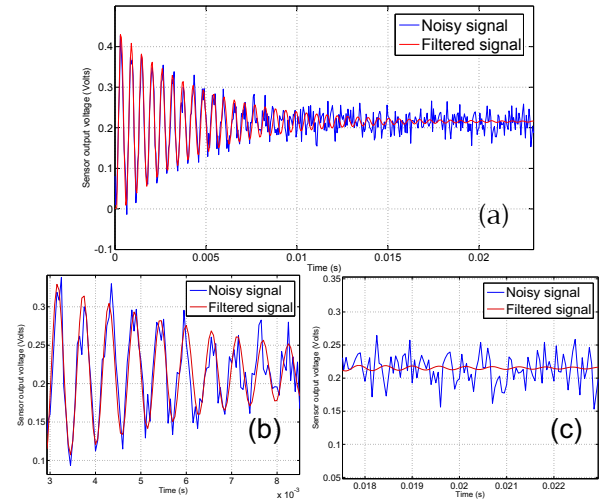 Noisy signal
Filtered signal
0.4
0.3
0.2
0.1
0
-0.1
Sensor output voltage (Volts)
0
0.005
0.01
0.015
0.02
Time (s)
(a)
Noisy signal
Filtered signal
0.3
0.25
0.2
0.15
0.1
Sensor output voltage (Volts)
3
4
5
6
7
8
Time (s)
x 10⁻³
(b)
Noisy signal
Filtered signal
0.35
0.3
0.25
0.2
0.15
0.1
0.05
Sensor output voltage (Volts)
0.018
0.019
0.02
0.021
0.022
Time (s)
(c)